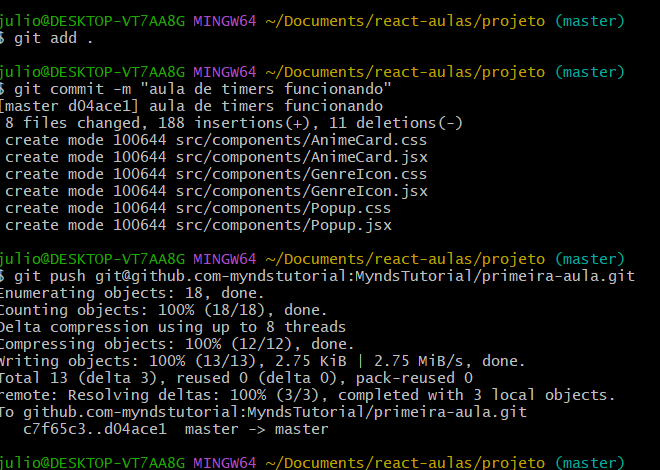 julio@DESKTOP-VT7AA8G MINGW64 ~/Documents/react-aulas/projeto (master)
$ git add .
julio@DESKTOP-VT7AA8G MINGW64 ~/Documents/react-aulas/projeto (master)
$ git commit -m "aula de timers funcionando"
[master d04ace1] aula de timers funcionando
8 files changed, 188 insertions(+), 11 deletions(-)
create mode 100644 src/components/AnimeCard.css
create mode 100644 src/components/AnimeCard.jsx
create mode 100644 src/components/GenreIcon.css
create mode 100644 src/components/GenreIcon.jsx
create mode 100644 src/components/Popup.css
create mode 100644 src/components/Popup.jsx
julio@DESKTOP-VT7AA8G MINGW64 ~/Documents/react-aulas/projeto (master)
$ git push git@github.com-myndstutorial:MyndsTutorial/primeira-aula.git
Enumerating objects: 18, done.
Counting objects: 100% (18/18), done.
Delta compression using up to 8 threads
Compressing objects: 100% (12/12), done.
Writing objects: 100% (13/13), 2.75 KiB | 2.75 MiB/s, done.
Total 13 (delta 3), reused 0 (delta 0), pack-reused 0
remote: Resolving deltas: 100% (3/3), completed with 3 local objects.
To github.com-myndstutorial:MyndsTutorial/primeira-aula.git
c7f65c3..d04ace1 master -> master
julio@DESKTOP-VT7AA8G MINGW64 ~/Documents/react-aulas/projeto (master)